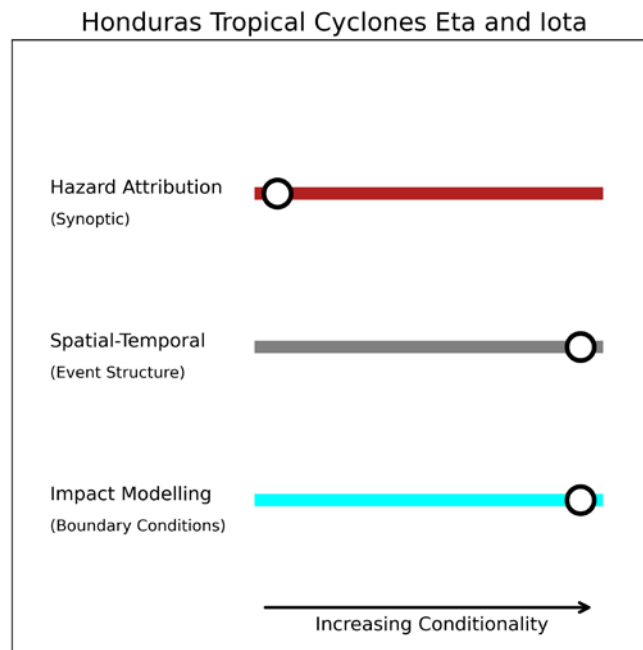 Honduras Tropical Cyclones Eta and Iota
Hazard Attribution
(Synoptic)
Spatial-Temporal
(Event Structure)
Impact Modelling
(Boundary Conditions)
Increasing Conditionality